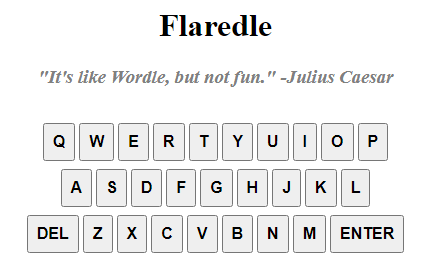 Flaredle
"It's like Wordle, but not fun." -Julius Caesar
Q W E R T Y U I O P
A S D F G H J K L
DEL Z X C V B N M ENTER